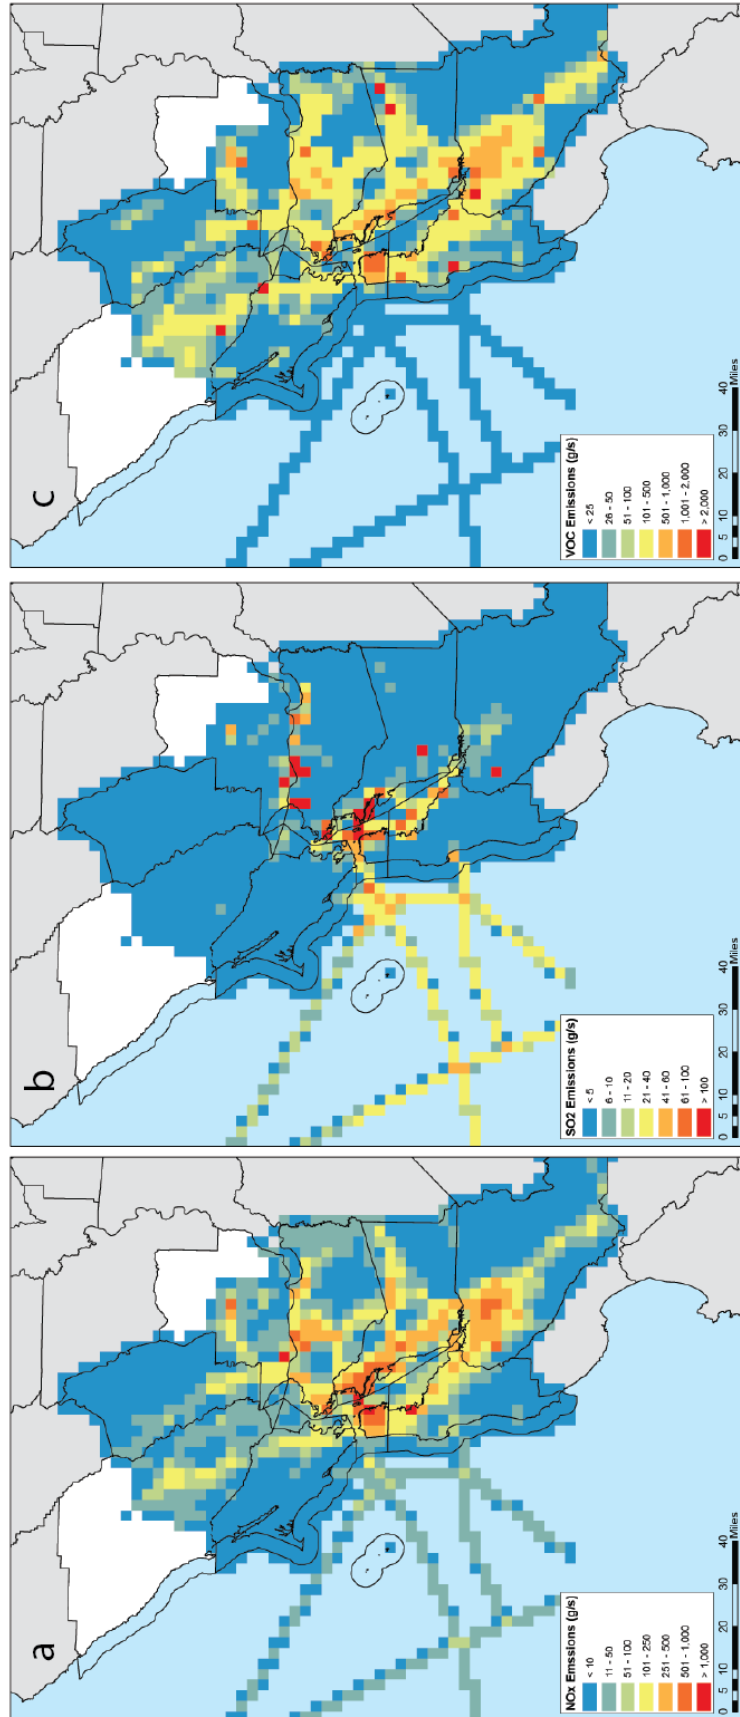 a
NOx Emssions (g/s)
< 10
11 - 50
51 - 100
101 - 250
251 - 500
501 - 1,000
> 1,000
0 5 10 20 30 40
Miles
b
SO2 Emissions (g/s)
< 5
6 - 10
11 - 20
21 - 40
41 - 60
61 - 100
> 100
0 5 10 20 30 40
Miles
c
VOC Emissions (g/s)
< 25
26 - 50
51 - 100
101 - 500
501 - 1,000
1,001 - 2,000
> 2,000
0 5 10 20 30 40
Miles